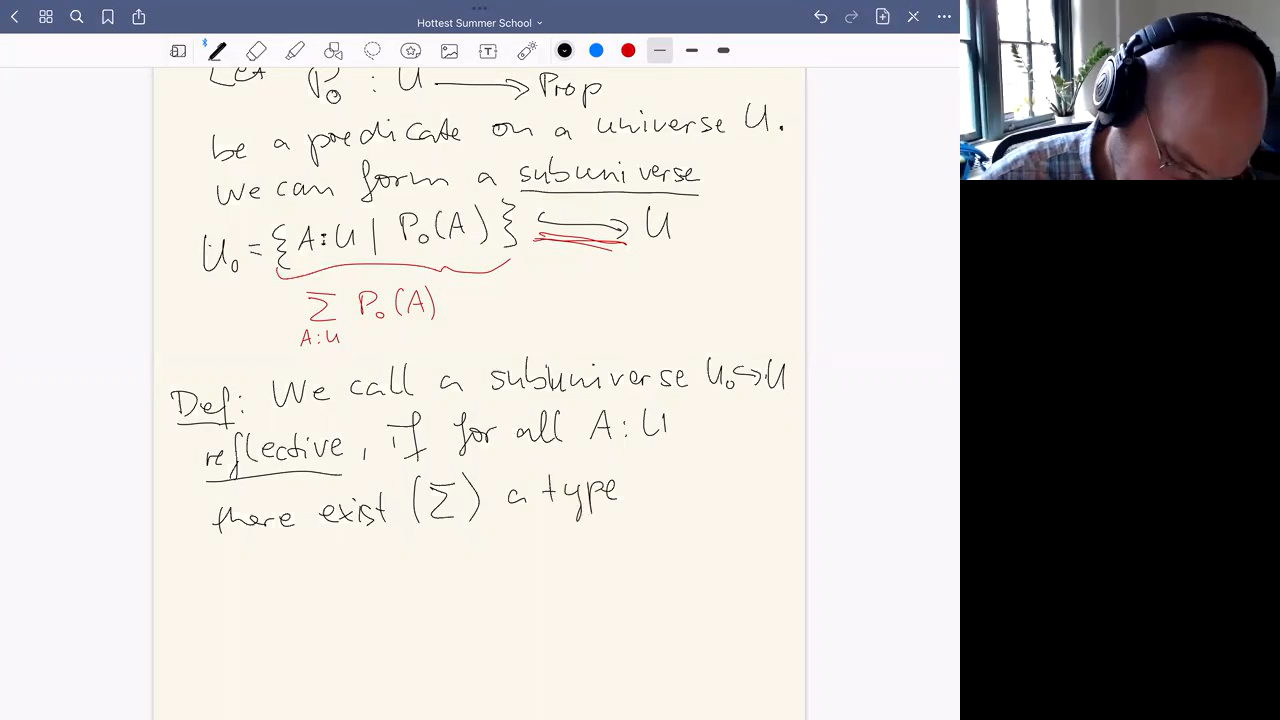 Hottest Summer School
Let P₀ : U ⟶ Prop
be a predicate on a universe U.
We can form a subuniverse
U₀ = { A:U | P₀(A) } ↪ U
∑ P₀(A)
A:U
Def: We call a subuniverse U₀↪U
reflective, if for all A:U
there exist (Σ) a type